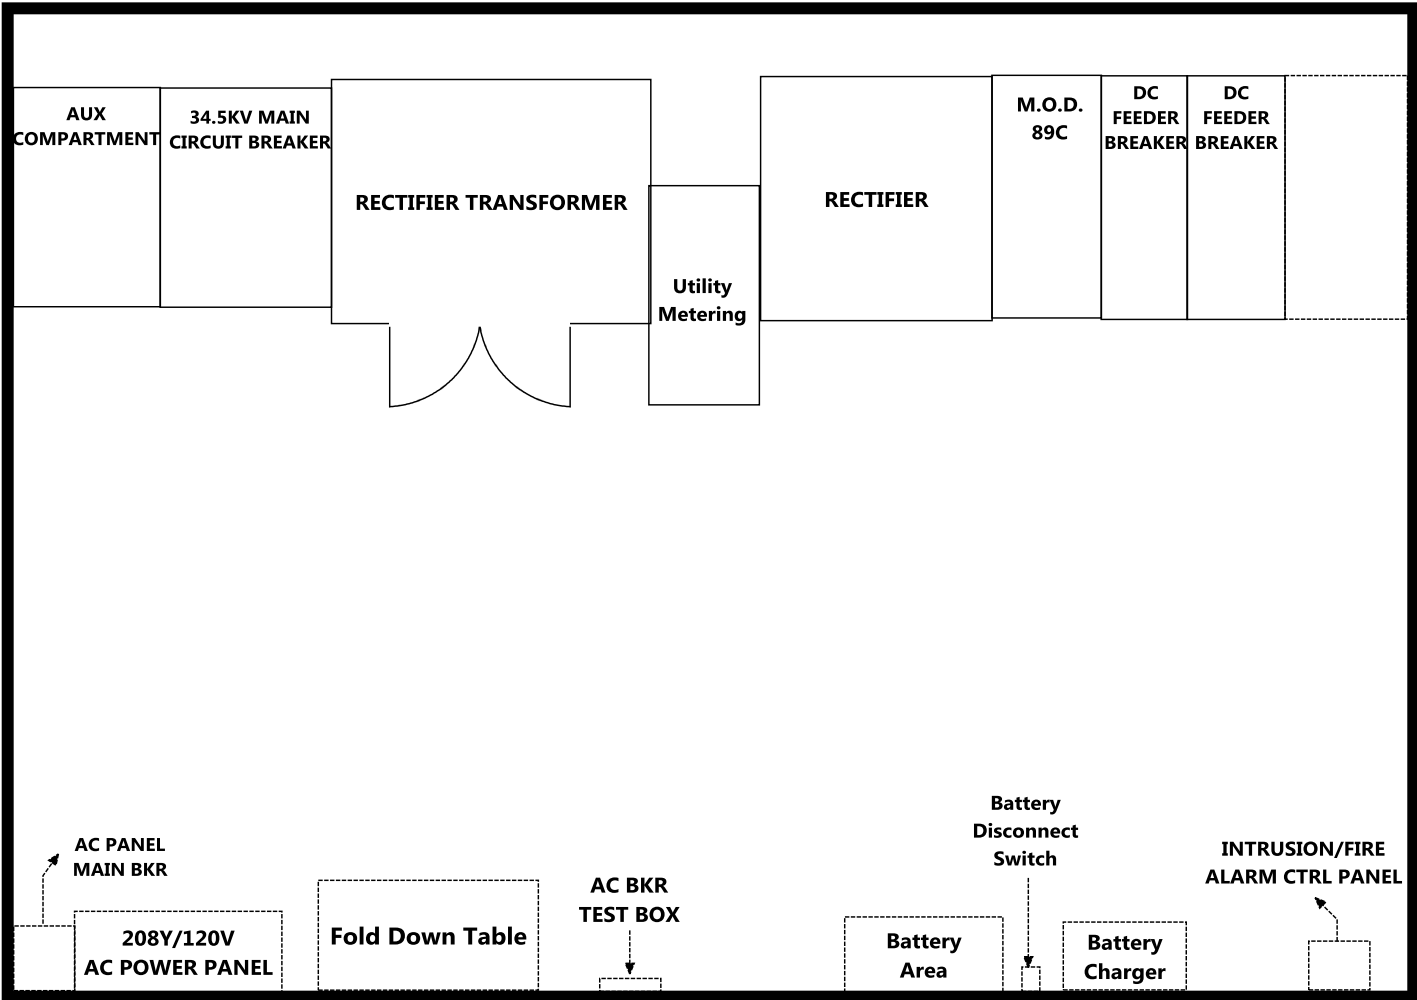 AUX
COMPARTMENT
34.5KV MAIN
CIRCUIT BREAKER
RECTIFIER TRANSFORMER
Utility
Metering
RECTIFIER
M.O.D.
89C
DC
FEEDER
BREAKER
DC
FEEDER
BREAKER
AC PANEL
MAIN BKR
208Y/120V
AC POWER PANEL
Fold Down Table
AC BKR
TEST BOX
Battery
Area
Battery
Disconnect
Switch
Battery
Charger
INTRUSION/FIRE
ALARM CTRL PANEL